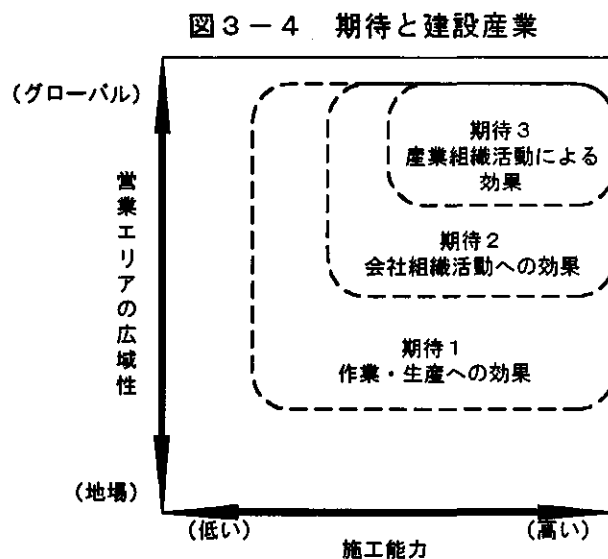 図3-4 期待と建設産業
(グローバル)
営業エリアの広域性
(地場)
期待3
産業組織活動による
効果
期待2
会社組織活動への効果
期待1
作業・生産への効果
(低い)
(高い)
施工能力